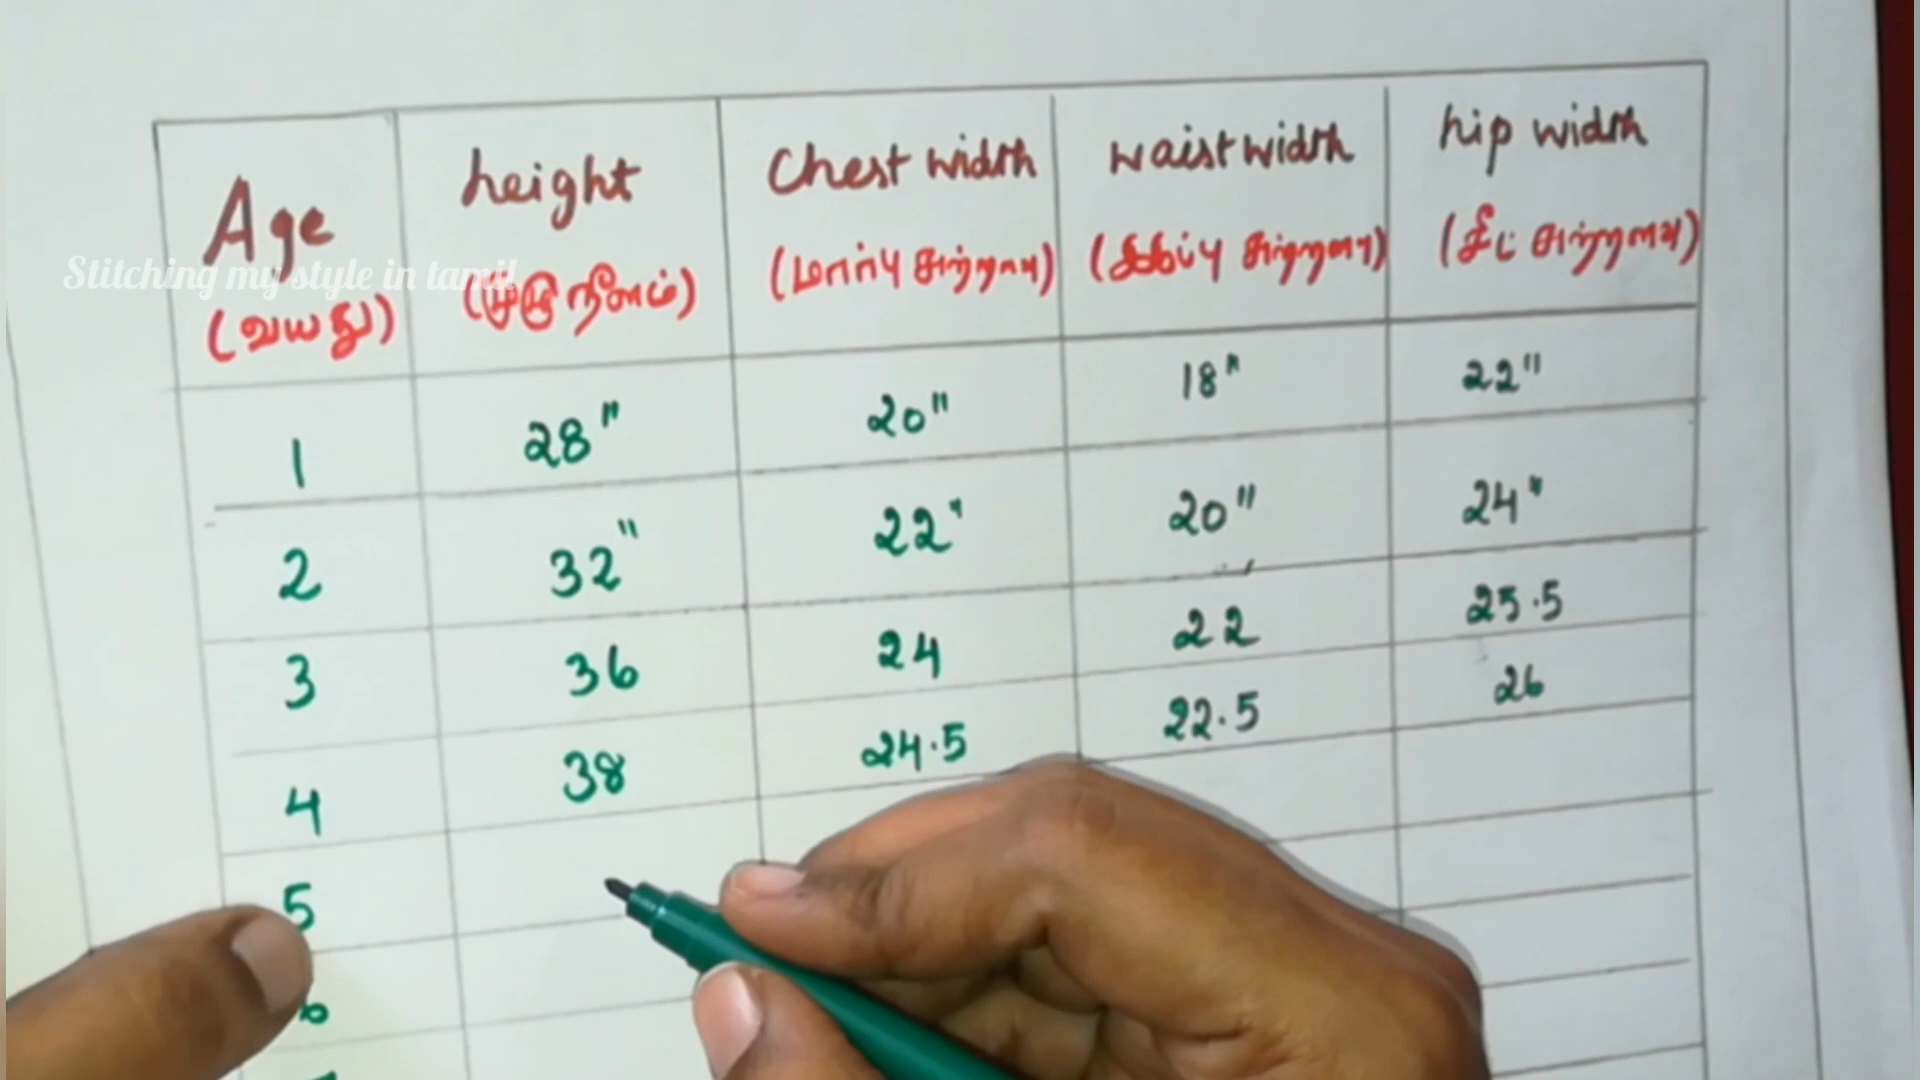 Age
height
Chest width
waist width
hip width
(வயது)
(முழு நீளம்)
(மார்பு சுற்றளவு)
(இடுப்பு சுற்றளவு)
(சீட் சுற்றளவு)
Stitching my style in tamil
1 28" 20" 18" 22"
2 32" 22" 20" 24"
3 36 24 22 25.5
4 38 24.5 22.5 26
5
6